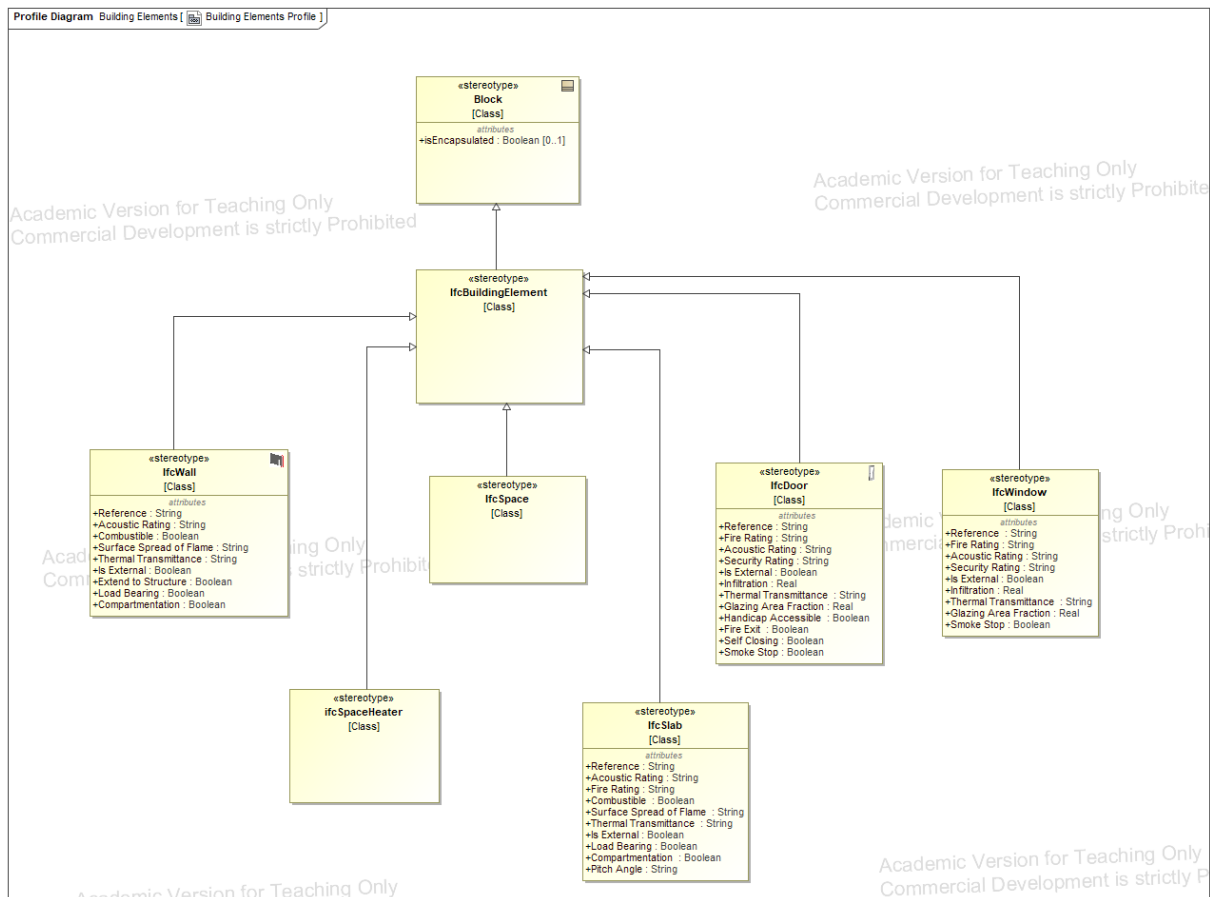 Profile Diagram Building Elements [ Building Elements Profile ]
«stereotype»
Block
[Class]
attributes
+isEncapsulated : Boolean [0..1]
Academic Version for Teaching Only
Commercial Development is strictly Prohibited
Academic Version for Teaching Only
Commercial Development is strictly Prohibite
«stereotype»
IfcBuildingElement
[Class]
«stereotype»
IfcWall
[Class]
attributes
+Reference : String
+Acoustic Rating : String
+Combustible : Boolean
+Surface Spread of Flame : String
+Thermal Transmittance : String
+Is External : Boolean
+Extend to Structure : Boolean
+Load Bearing : Boolean
+Compartmentation : Boolean
«stereotype»
IfcSpace
[Class]
«stereotype»
IfcDoor
[Class]
attributes
+Reference : String
+Fire Rating : String
+Acoustic Rating : String
+Security Rating : String
+Is External : Boolean
+Infiltration : Real
+Thermal Transmittance : String
+Glazing Area Fraction : Real
+Handicap Accessible : Boolean
+Fire Exit : Boolean
+Self Closing : Boolean
+Smoke Stop : Boolean
«stereotype»
IfcWindow
[Class]
attributes
+Reference : String
+Fire Rating : String
+Acoustic Rating : String
+Security Rating : String
+Is External : Boolean
+Infiltration : Real
+Thermal Transmittance : String
+Glazing Area Fraction : Real
+Smoke Stop : Boolean
Only
strictly Prohibi
Only
strictly Prohi
«stereotype»
ifcSpaceHeater
[Class]
«stereotype»
IfcSlab
[Class]
attributes
+Reference : String
+Acoustic Rating : String
+Fire Rating : String
+Combustible : Boolean
+Surface Spread of Flame : String
+Thermal Transmittance : String
+Is External : Boolean
+Load Bearing : Boolean
+Compartmentation : Boolean
+Pitch Angle : String
Academic Version for Teaching Only
Academic Version for Teaching Only
Commercial Development is strictly P